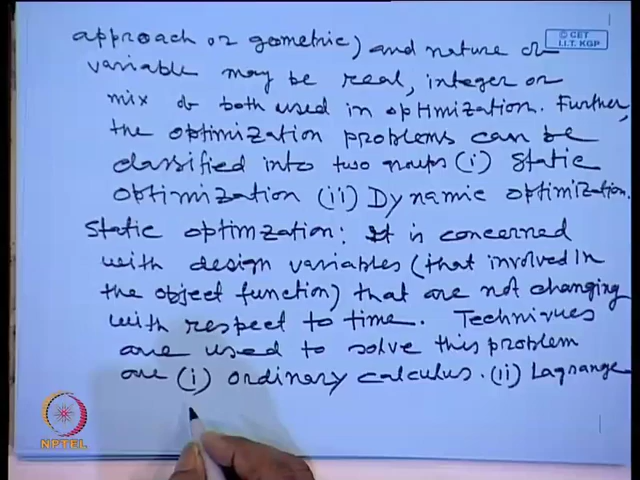 © CET
I.I.T. KGP
approach or geometric) and nature of
variable may be real, integer or
mix of both used in optimization. Further,
the optimization problems can be
classified into two groups (i) Static
Optimization (ii) Dynamic optimization.
Static optimization: It is concerned
with design variables (that involved in
the object function) that are not changing
with respect to time. Techniques
are used to solve this problem
are (i) ordinary calculus. (ii) Lagrange
NPTEL